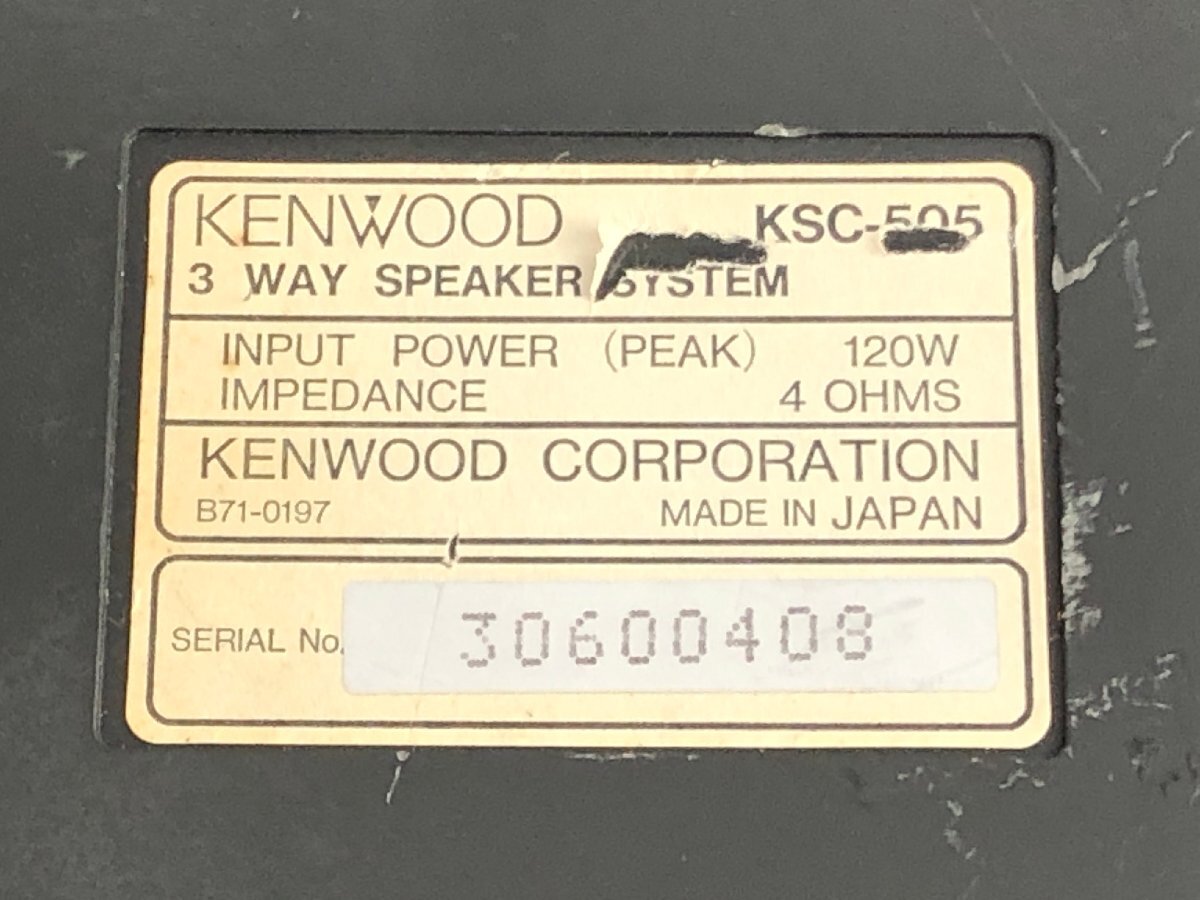 KENWOOD KSC-505
3 WAY SPEAKER SYSTEM
INPUT POWER (PEAK) 120W
IMPEDANCE 4 OHMS
KENWOOD CORPORATION
B71-0197 MADE IN JAPAN
SERIAL No. 30600408